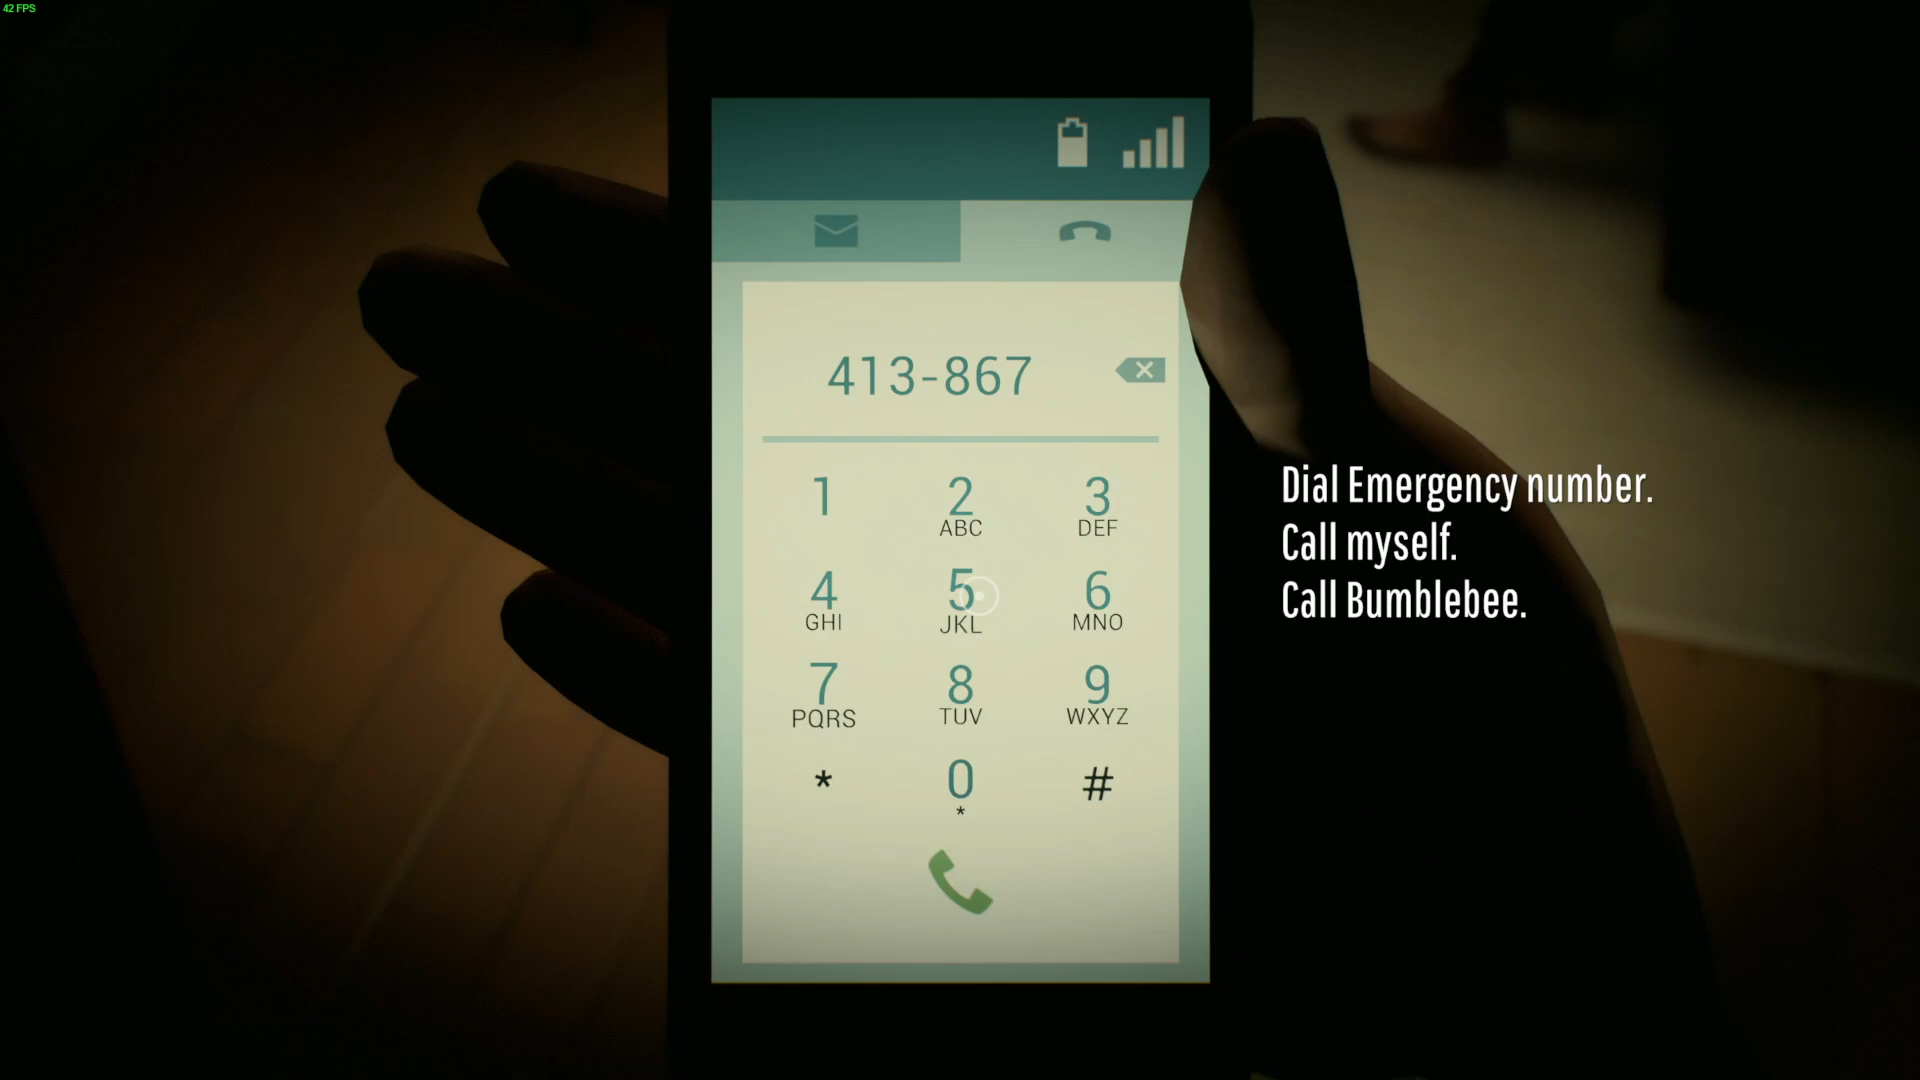 42 FPS
413-867
1 2 3
ABC DEF
4 5 6
GHI JKL MNO
7 8 9
PQRS TUV WXYZ
* 0 #
*
Dial Emergency number.
Call myself.
Call Bumblebee.